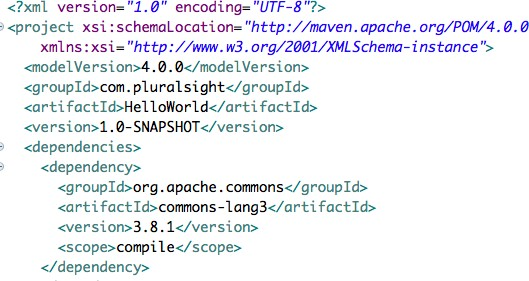 <?xml version="1.0" encoding="UTF-8"?>
<project xsi:schemaLocation="http://maven.apache.org/POM/4.0.0
xmlns:xsi="http://www.w3.org/2001/XMLSchema-instance">
<modelVersion>4.0.0</modelVersion>
<groupId>com.pluralsight</groupId>
<artifactId>HelloWorld</artifactId>
<version>1.0-SNAPSHOT</version>
<dependencies>
<dependency>
<groupId>org.apache.commons</groupId>
<artifactId>commons-lang3</artifactId>
<version>3.8.1</version>
<scope>compile</scope>
</dependency>